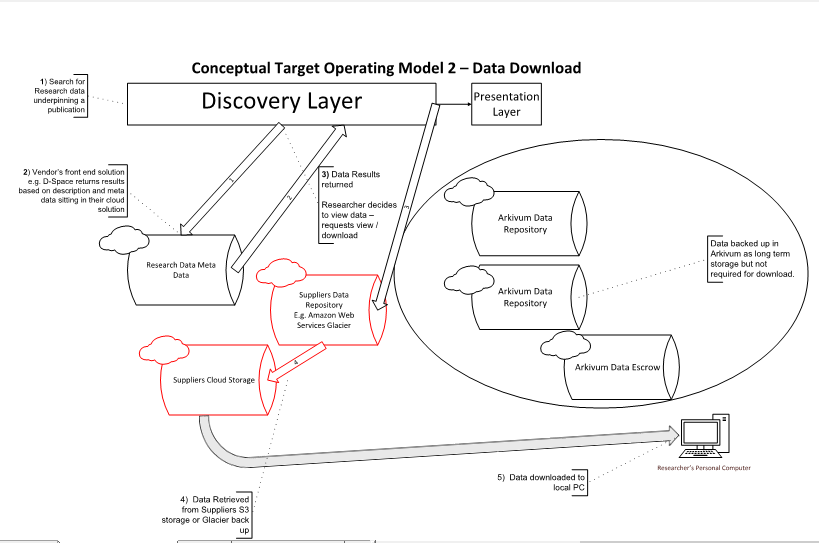 Conceptual Target Operating Model 2 – Data Download
1) Search for
Research data
underpinning a
publication
Discovery Layer
Presentation
Layer
2) Vendor's front end solution
e.g. D-Space returns results
based on description and meta
data sitting in their cloud
solution
1
2
3) Data Results
returned
Researcher decides
to view data –
requests view /
download
3
Arkivum Data
Repository
Research Data Meta
Data
Data backed up in
Arkivum as long term
storage but not
required for download.
Suppliers Data
Repository
E.g. Amazon Web
Services Glacier
Arkivum Data
Repository
4
Suppliers Cloud Storage
Arkivum Data Escrow
Researcher's Personal Computer
5) Data downloaded to
local PC
4) Data Retrieved
from Suppliers S3
storage or Glacier back
up